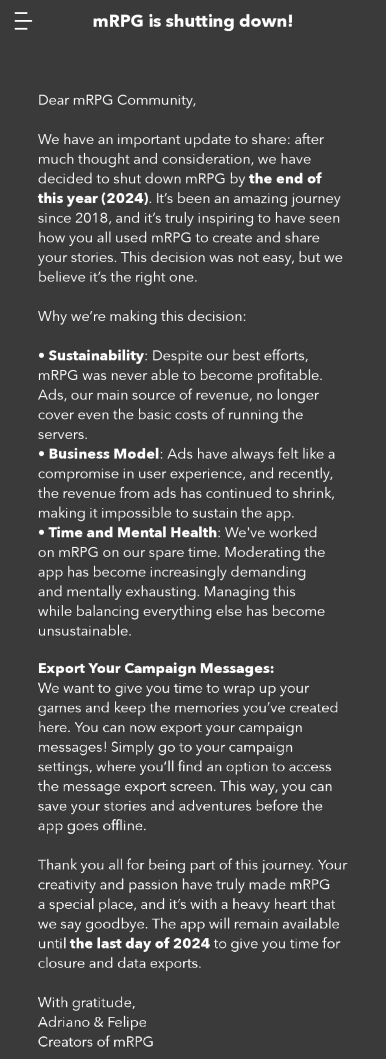 mRPG is shutting down!
Dear mRPG Community,
We have an important update to share: after
much thought and consideration, we have
decided to shut down mRPG by the end of
this year (2024). It's been an amazing journey
since 2018, and it's truly inspiring to have seen
how you all used mRPG to create and share
your stories. This decision was not easy, but we
believe it's the right one.
Why we're making this decision:
• Sustainability: Despite our best efforts,
mRPG was never able to become profitable.
Ads, our main source of revenue, no longer
cover even the basic costs of running the
servers.
• Business Model: Ads have always felt like a
compromise in user experience, and recently,
the revenue from ads has continued to shrink,
making it impossible to sustain the app.
• Time and Mental Health: We've worked
on mRPG on our spare time. Moderating the
app has become increasingly demanding
and mentally exhausting. Managing this
while balancing everything else has become
unsustainable.
Export Your Campaign Messages:
We want to give you time to wrap up your
games and keep the memories you've created
here. You can now export your campaign
messages! Simply go to your campaign
settings, where you'll find an option to access
the message export screen. This way, you can
save your stories and adventures before the
app goes offline.
Thank you all for being part of this journey. Your
creativity and passion have truly made mRPG
a special place, and it's with a heavy heart that
we say goodbye. The app will remain available
until the last day of 2024 to give you time for
closure and data exports.
With gratitude,
Adriano & Felipe
Creators of mRPG